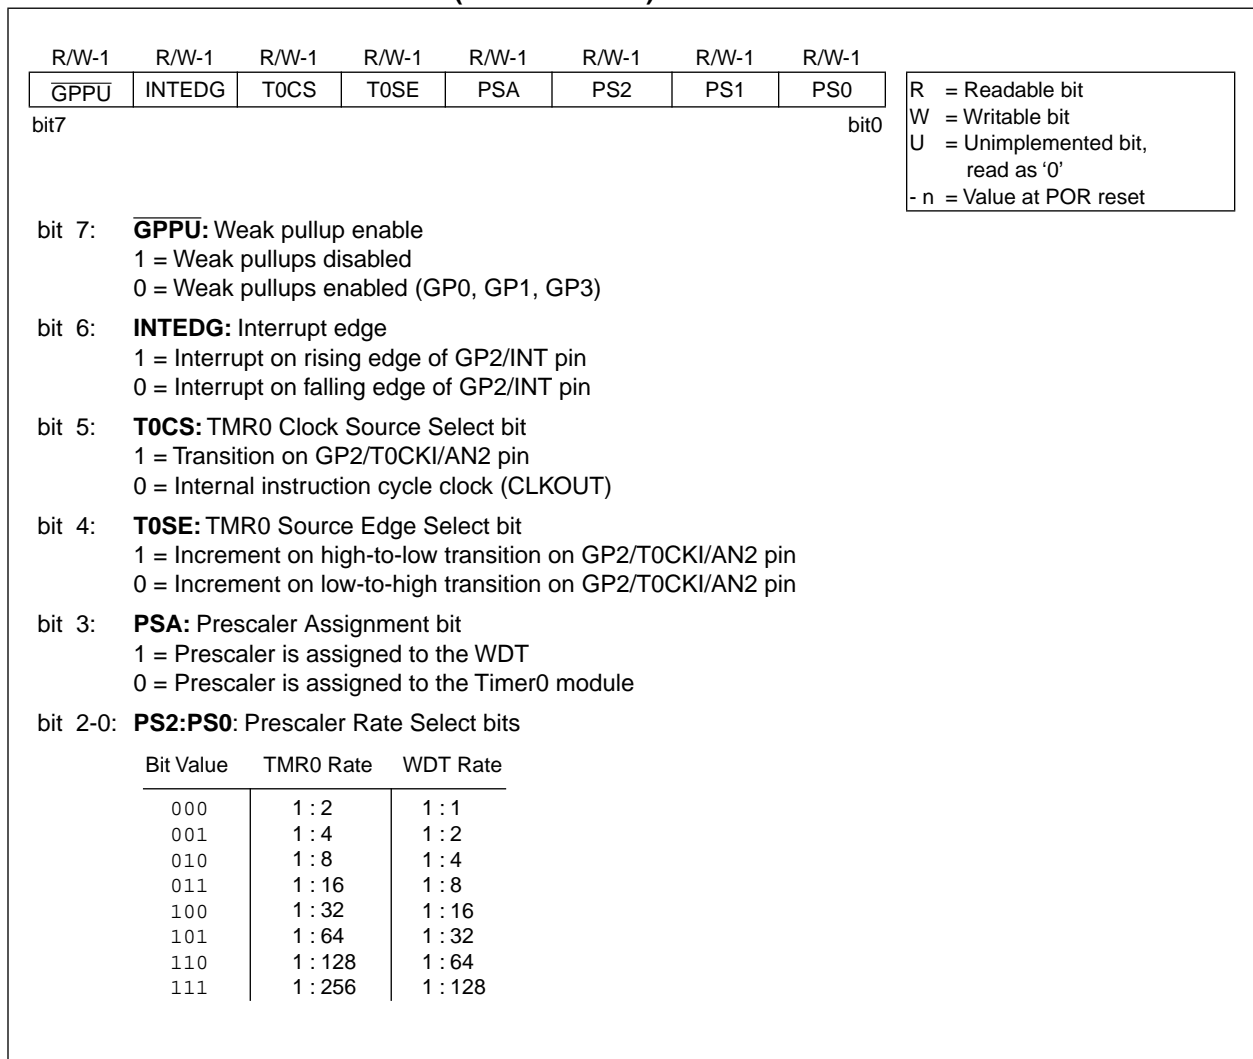 R/W-1 R/W-1 R/W-1 R/W-1 R/W-1 R/W-1 R/W-1 R/W-1
GPPU INTEDG T0CS T0SE PSA PS2 PS1 PS0
bit7 bit0
R = Readable bit
W = Writable bit
U = Unimplemented bit,
read as ‘0’
- n = Value at POR reset
bit 7: GPPU: Weak pullup enable
1 = Weak pullups disabled
0 = Weak pullups enabled (GP0, GP1, GP3)
bit 6: INTEDG: Interrupt edge
1 = Interrupt on rising edge of GP2/INT pin
0 = Interrupt on falling edge of GP2/INT pin
bit 5: T0CS: TMR0 Clock Source Select bit
1 = Transition on GP2/T0CKI/AN2 pin
0 = Internal instruction cycle clock (CLKOUT)
bit 4: T0SE: TMR0 Source Edge Select bit
1 = Increment on high-to-low transition on GP2/T0CKI/AN2 pin
0 = Increment on low-to-high transition on GP2/T0CKI/AN2 pin
bit 3: PSA: Prescaler Assignment bit
1 = Prescaler is assigned to the WDT
0 = Prescaler is assigned to the Timer0 module
bit 2-0: PS2:PS0: Prescaler Rate Select bits
Bit Value TMR0 Rate WDT Rate
000 1 : 2 1 : 1
001 1 : 4 1 : 2
010 1 : 8 1 : 4
011 1 : 16 1 : 8
100 1 : 32 1 : 16
101 1 : 64 1 : 32
110 1 : 128 1 : 64
111 1 : 256 1 : 128